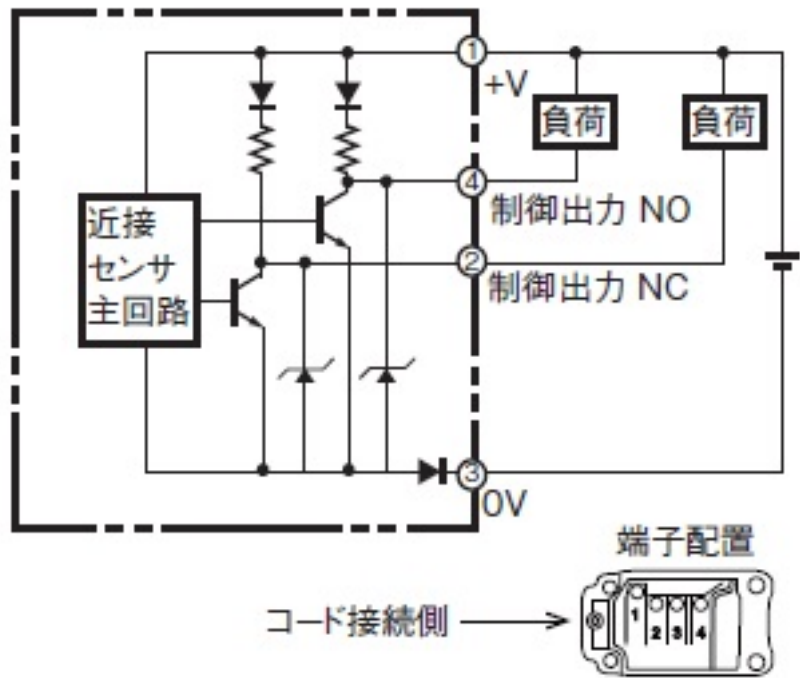 ①
+V
負荷
負荷
④
制御出力 NO
近接
センサ
主回路
②
制御出力 NC
③
0V
端子配置
コード接続側
1
2
3
4